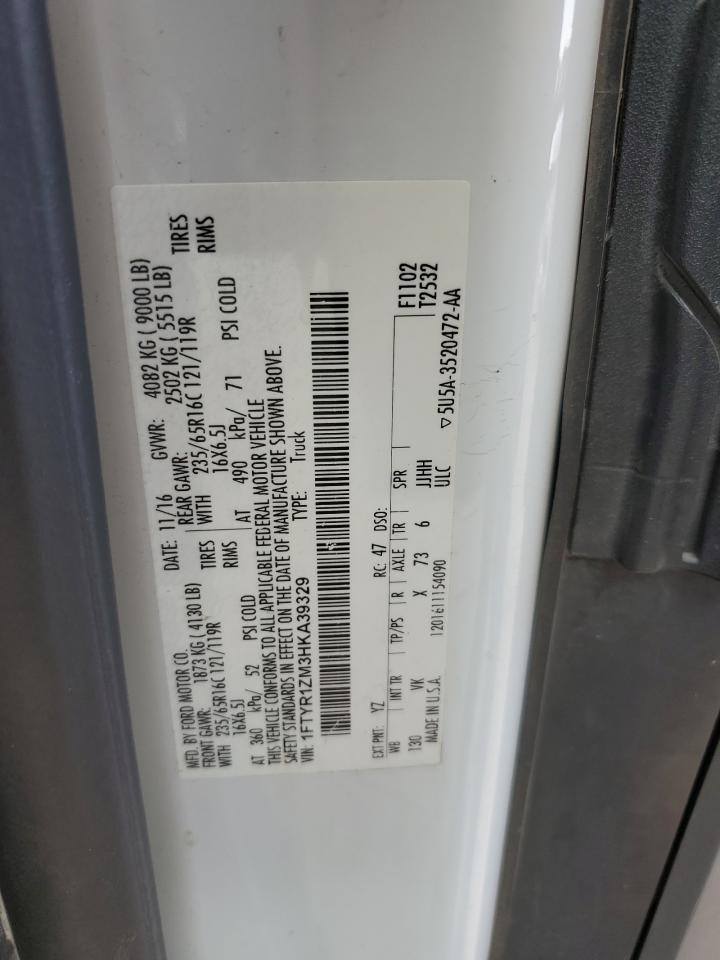 MFD. BY FORD MOTOR CO. DATE: 11/16 GVWR: 4082 KG ( 9000 LB)
FRONT GAWR: 1873 KG ( 4130 LB) REAR GAWR: 2502 KG ( 5515 LB)
WITH 235/65R16C 121/119R TIRES WITH 235/65R16C 121/119R TIRES
16X6.5J RIMS 16X6.5J RIMS
AT 360 kPa/ 52 PSI COLD AT 490 kPa/ 71 PSI COLD
THIS VEHICLE CONFORMS TO ALL APPLICABLE FEDERAL MOTOR VEHICLE
SAFETY STANDARDS IN EFFECT ON THE DATE OF MANUFACTURE SHOWN ABOVE.
VIN: 1FTYR1ZM3HKA39329 TYPE: Truck
EXT PNT: YZ RC: 47 DSO: F1102
WB INT TR TP/PS R AXLE TR SPR T2532
130 VK X 73 6 JJHH
MADE IN U.S.A. 1201611154090 ULC ▽5U5A-3520472-AA